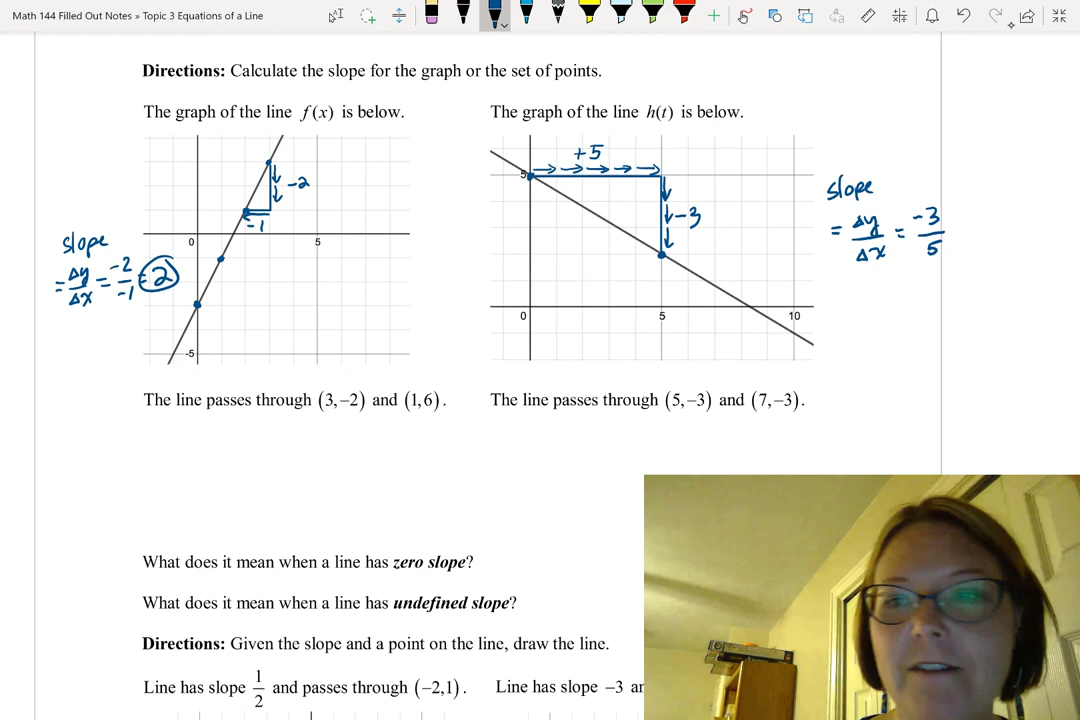 Math 144 Filled Out Notes » Topic 3 Equations of a Line
Directions: Calculate the slope for the graph or the set of points.
The graph of the line f(x) is below.
The graph of the line h(t) is below.
-2
-1
0
5
-5
slope
= Δy/Δx = -2/-1 = 2
+5
-3
5
0
5
10
slope
= Δy/Δx = -3/5
The line passes through (3,−2) and (1,6).
The line passes through (5,−3) and (7,−3).
What does it mean when a line has zero slope?
What does it mean when a line has undefined slope?
Directions: Given the slope and a point on the line, draw the line.
Line has slope 1/2 and passes through (−2,1).
Line has slope −3